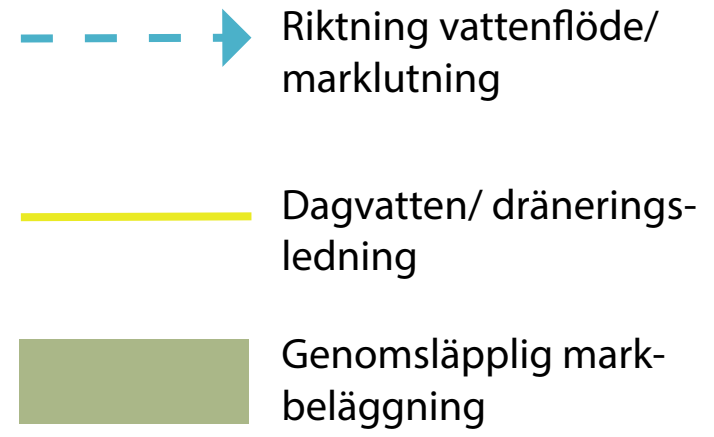 Riktning vattenflöde/
marklutning
Dagvatten/ dränerings-
ledning
Genomsläpplig mark-
beläggning